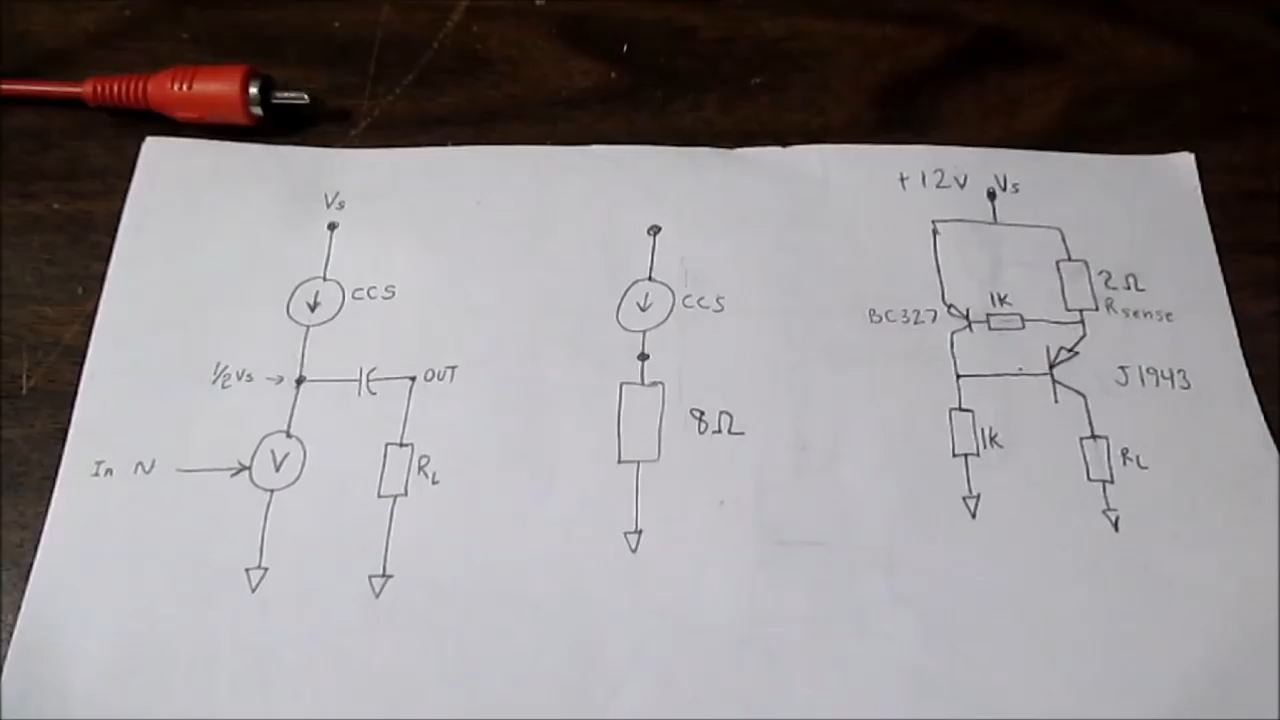 Vs
CCS
½Vs
OUT
In
V
RL
CCS
8Ω
+12V Vs
2Ω
Rsense
1K
BC327
J1943
1K
RL